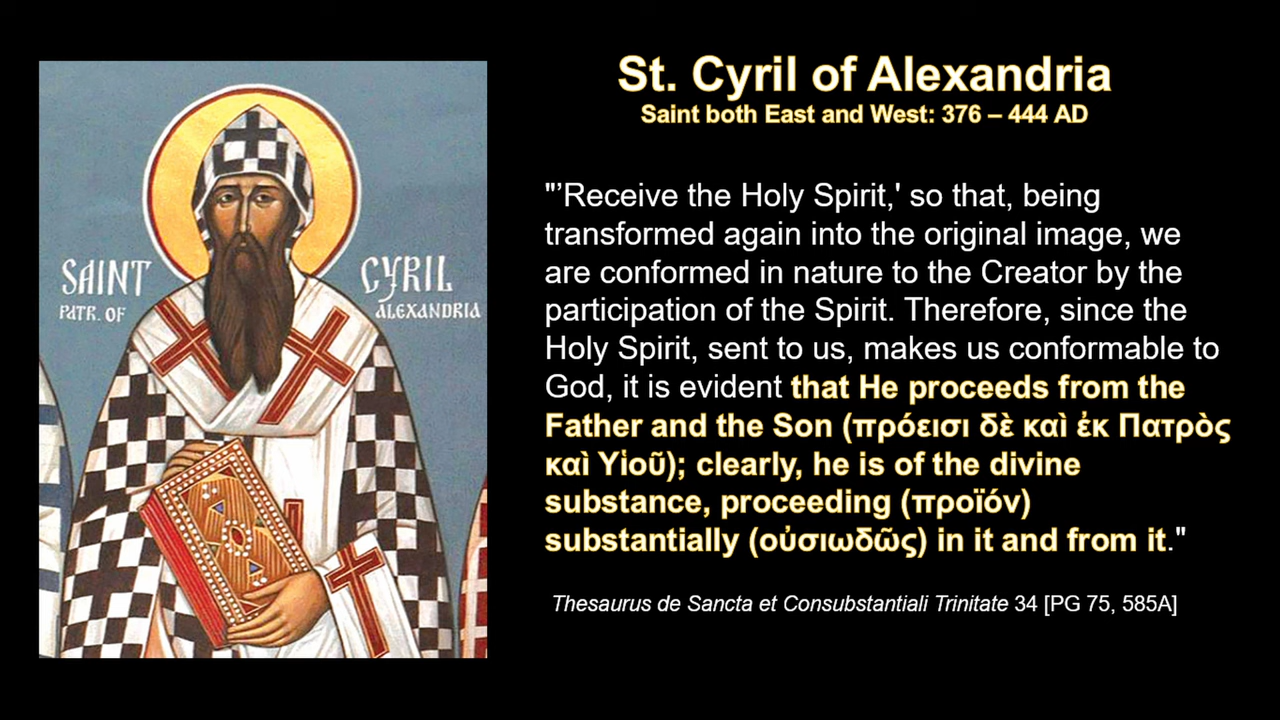 St. Cyril of Alexandria
Saint both East and West: 376 – 444 AD
SAINT CYRIL
PATR. OF ALEXANDRIA
"’Receive the Holy Spirit,' so that, being
transformed again into the original image, we
are conformed in nature to the Creator by the
participation of the Spirit. Therefore, since the
Holy Spirit, sent to us, makes us conformable to
God, it is evident that He proceeds from the
Father and the Son (πρόεισι δὲ καὶ ἐκ Πατρὸς
καὶ Υἱοῦ); clearly, he is of the divine
substance, proceeding (προϊόν)
substantially (οὐσιωδῶς) in it and from it."
Thesaurus de Sancta et Consubstantiali Trinitate 34 [PG 75, 585A]